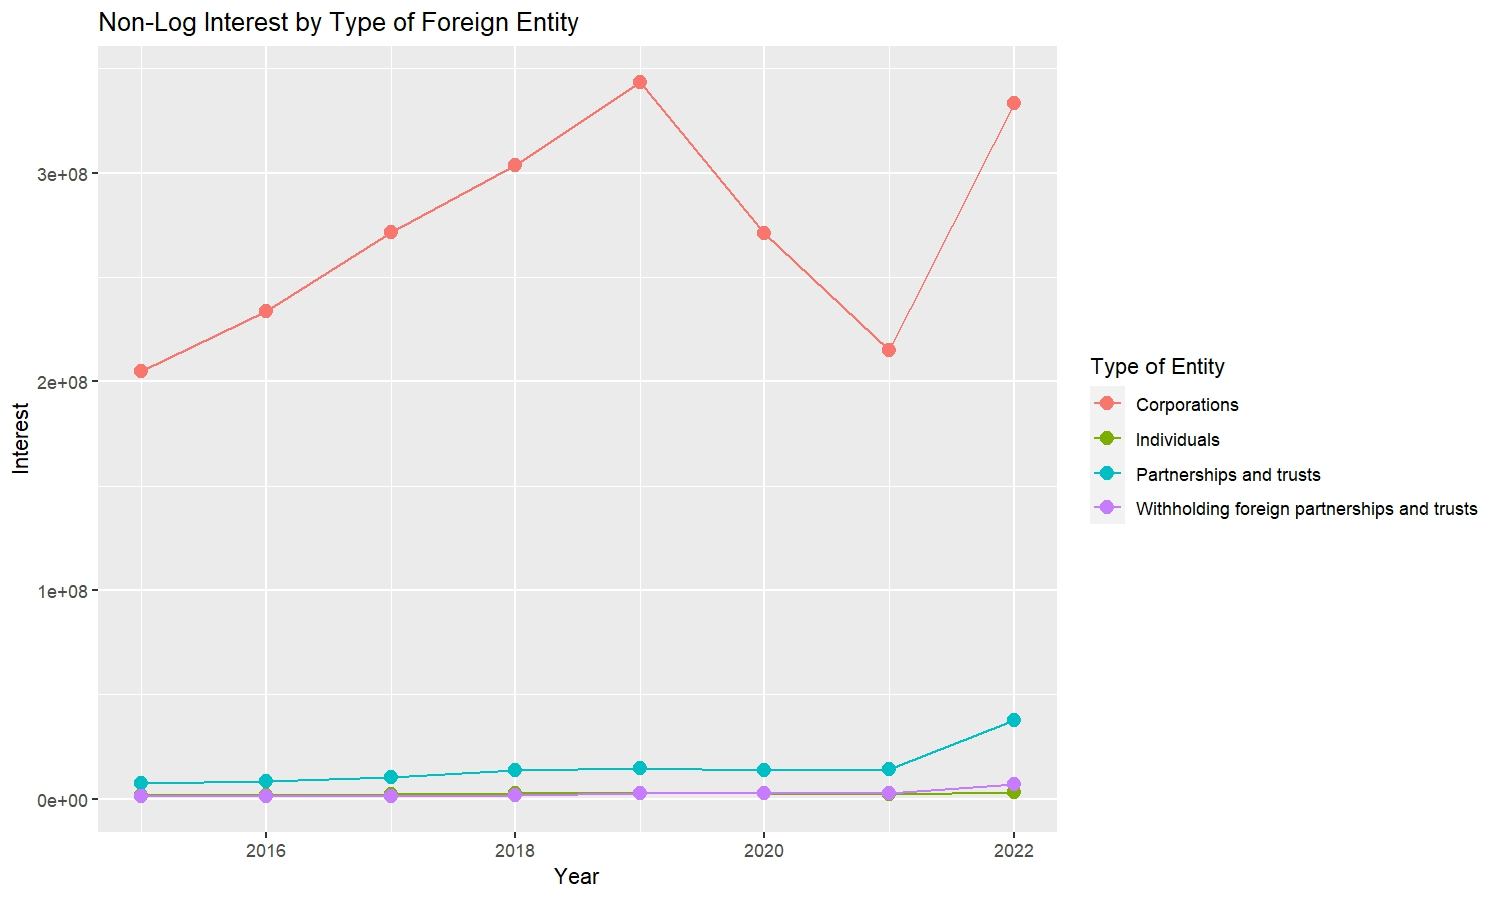 Non-Log Interest by Type of Foreign Entity
3e+08
2e+08
1e+08
0e+00
Interest
2016
2018
2020
2022
Year
Type of Entity
Corporations
Individuals
Partnerships and trusts
Withholding foreign partnerships and trusts